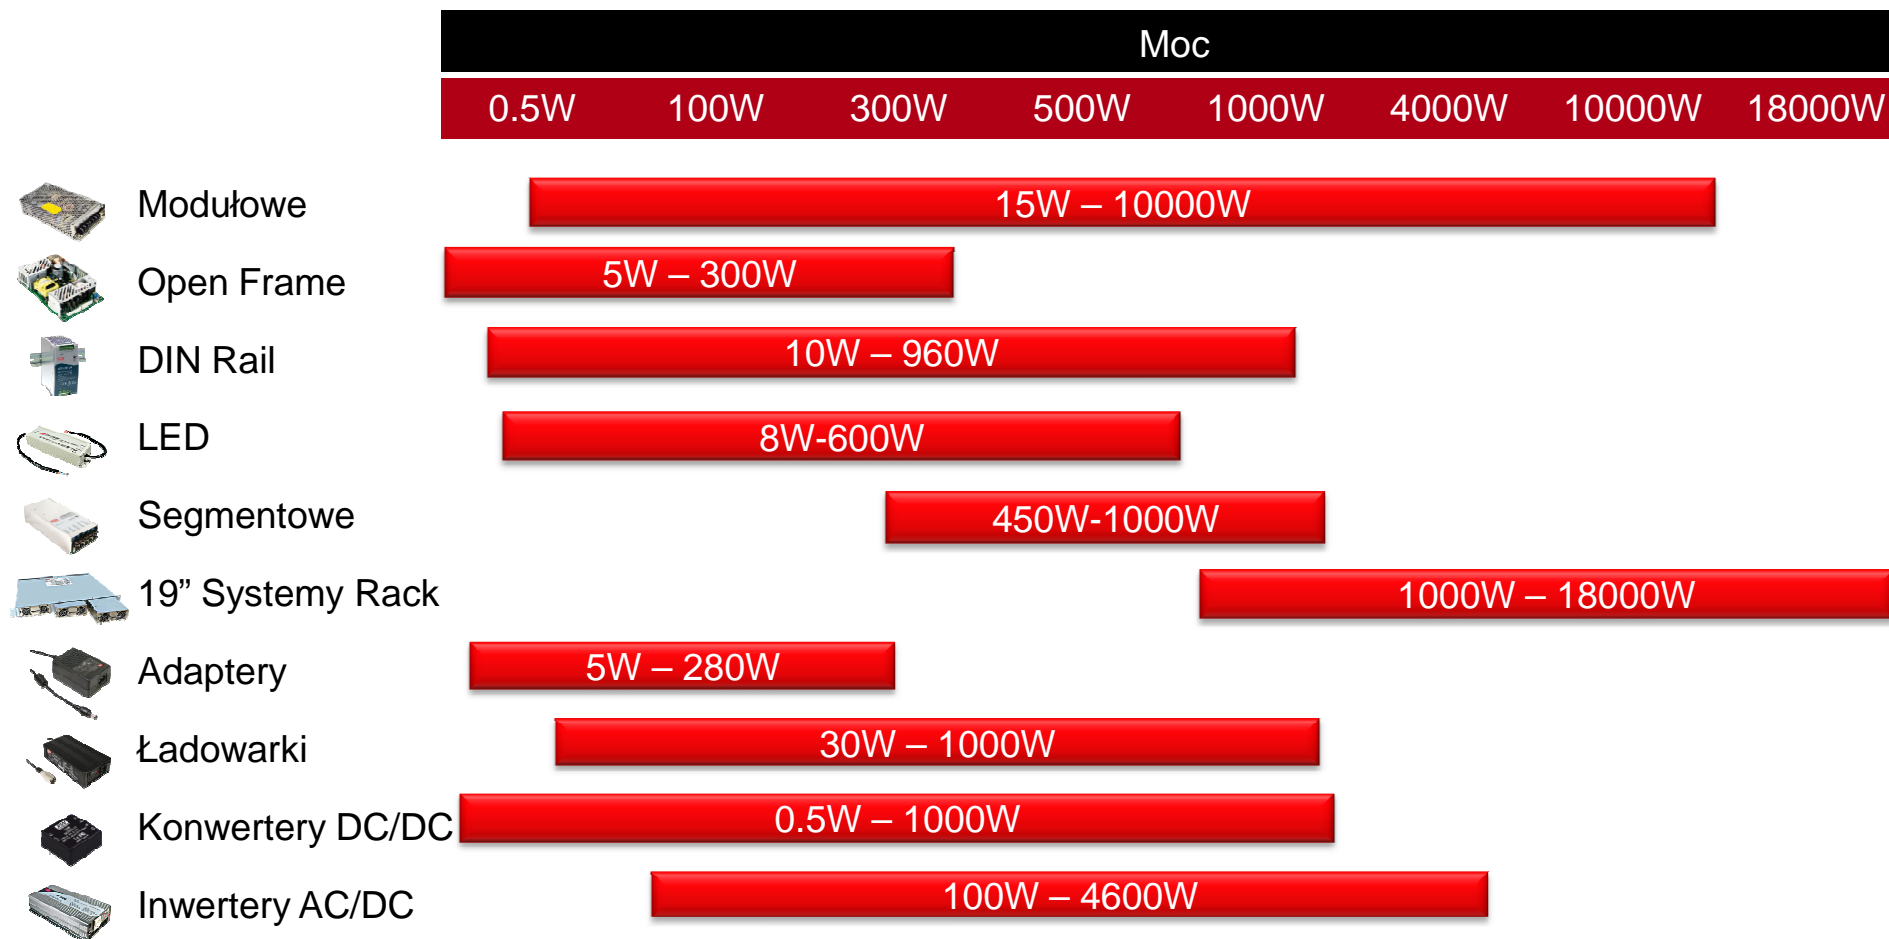 Moc
0.5W 100W 300W 500W 1000W 4000W 10000W 18000W
Modułowe 15W – 10000W
Open Frame 5W – 300W
DIN Rail 10W – 960W
LED 8W-600W
Segmentowe 450W-1000W
19” Systemy Rack 1000W – 18000W
Adaptery 5W – 280W
Ładowarki 30W – 1000W
Konwertery DC/DC 0.5W – 1000W
Inwertery AC/DC 100W – 4600W